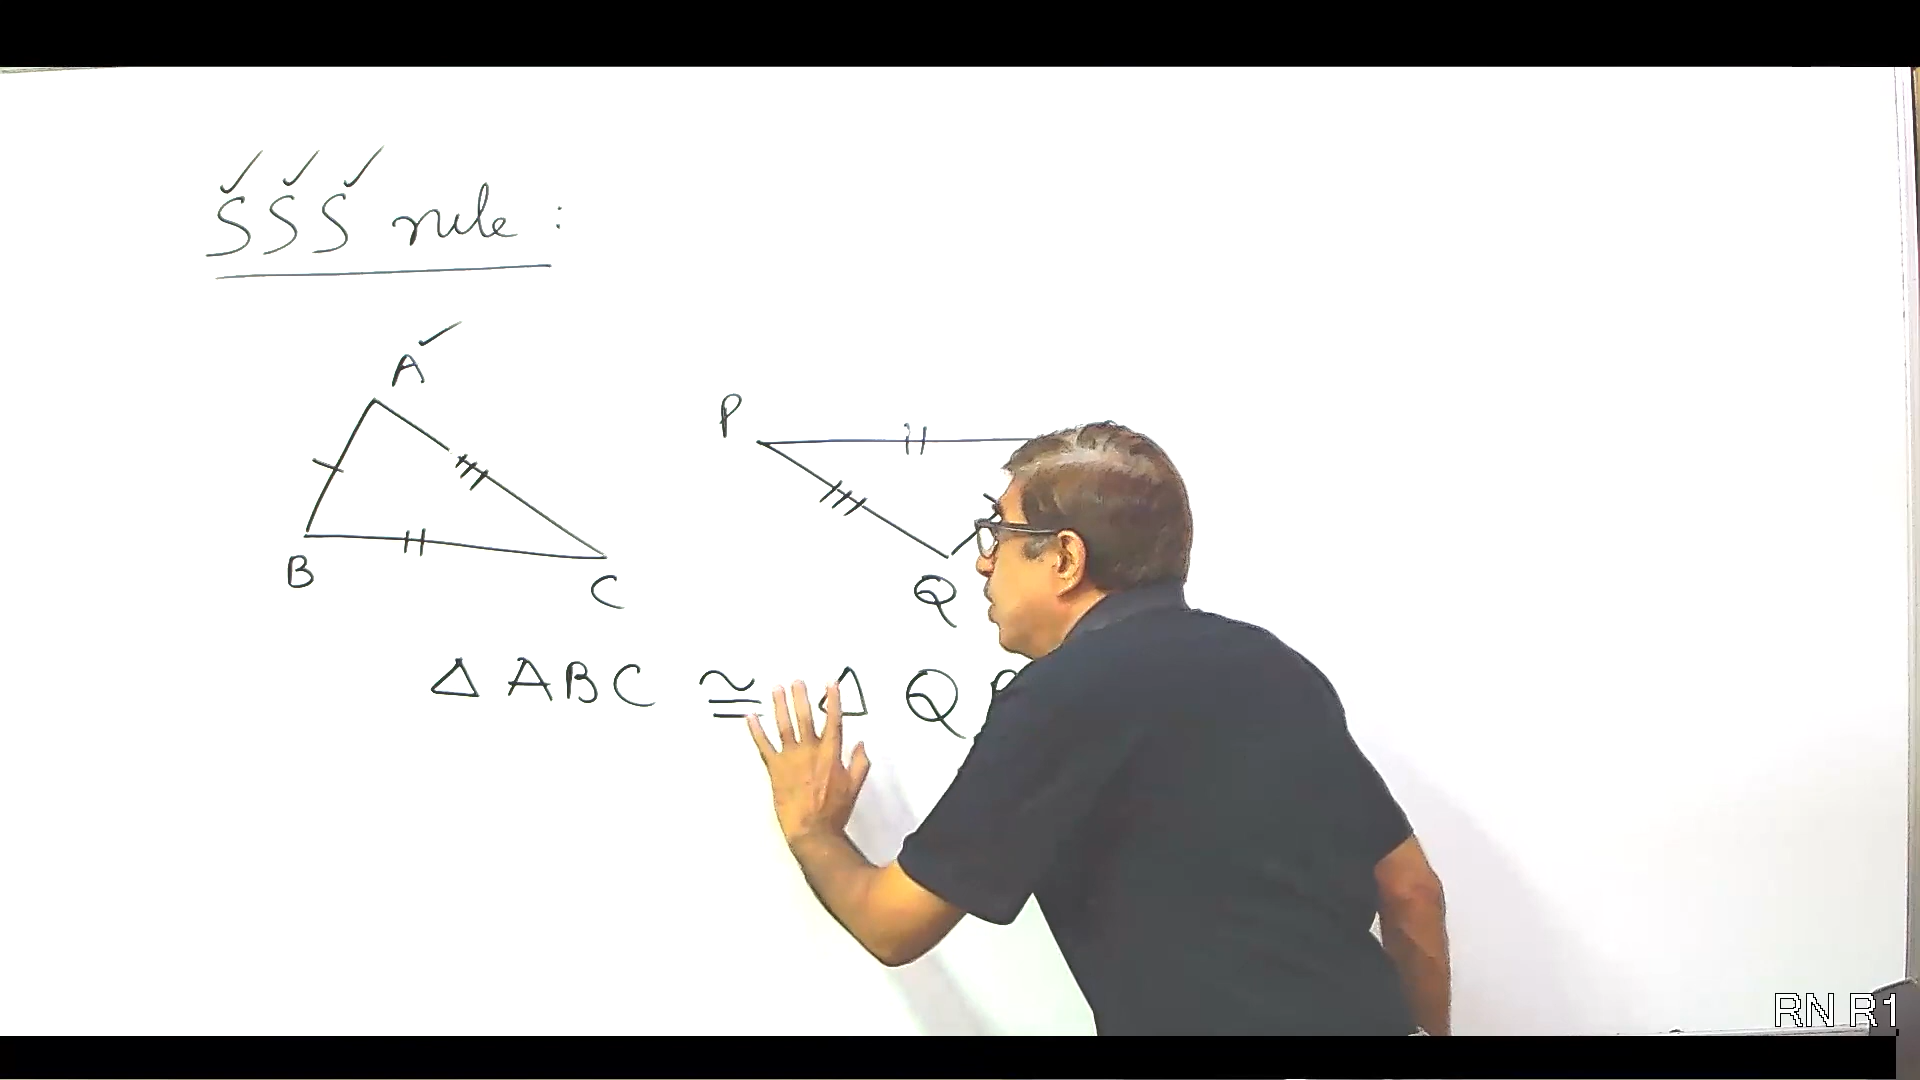 SSS rule :
A
P
B
C
Q
Δ ABC ≅ Δ Q
RN R1